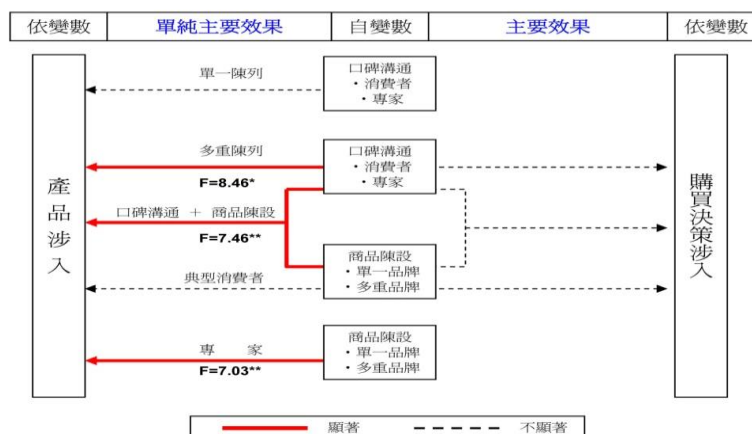 依變數 單純主要效果 自變數 主要效果 依變數
產品涉入
單一陳列
口碑溝通
・消費者
・專家
多重陳列
F=8.46*
口碑溝通
・消費者
・專家
口碑溝通 + 商品陳設
F=7.46**
商品陳設
・單一品牌
・多重品牌
典型消費者
專 家
F=7.03**
商品陳設
・單一品牌
・多重品牌
購買決策涉入
顯著 不顯著